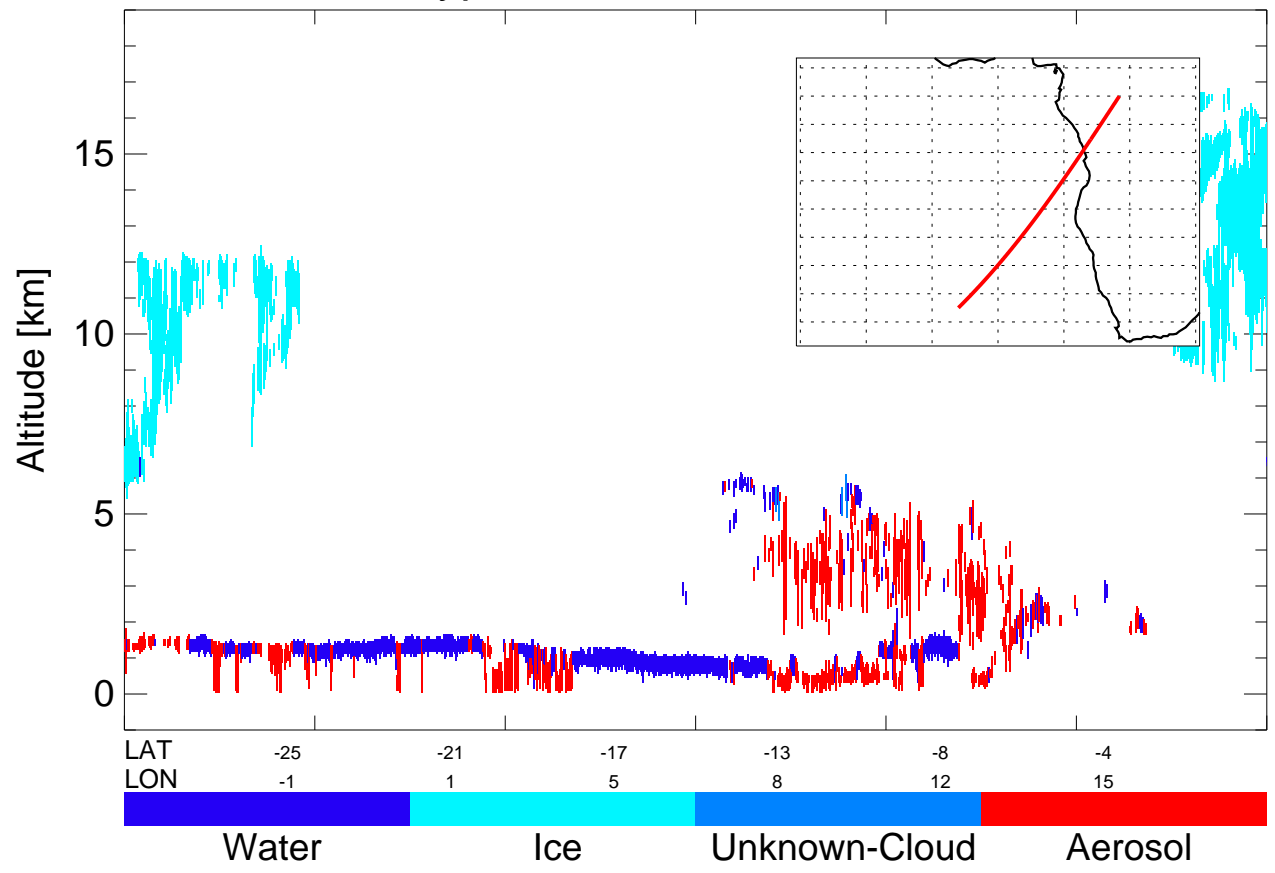 15
10
5
0
Altitude [km]
LAT -25 -21 -17 -13 -8 -4
LON -1 1 5 8 12 15
Water Ice Unknown-Cloud Aerosol